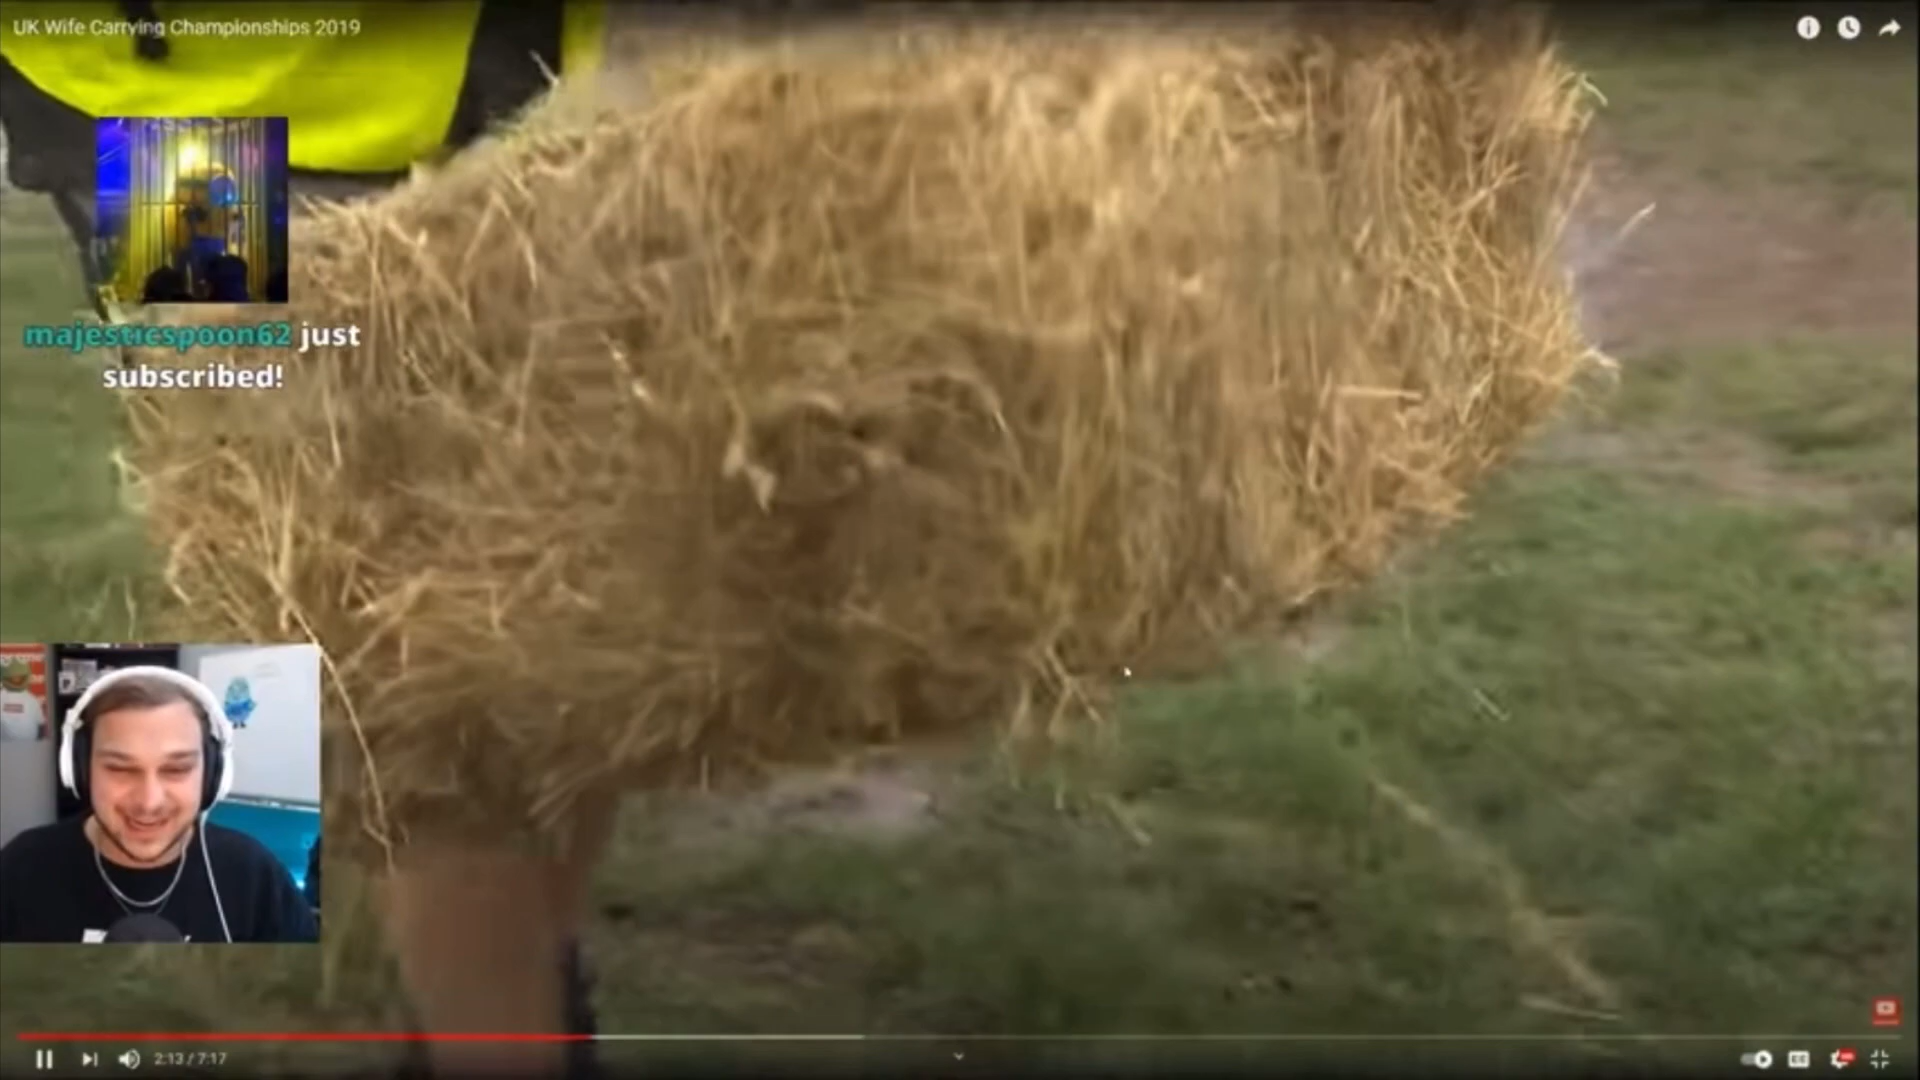 UK Wife Carrying Championships 2019
majesticspoon62 just
subscribed!
2:13 / 7:17